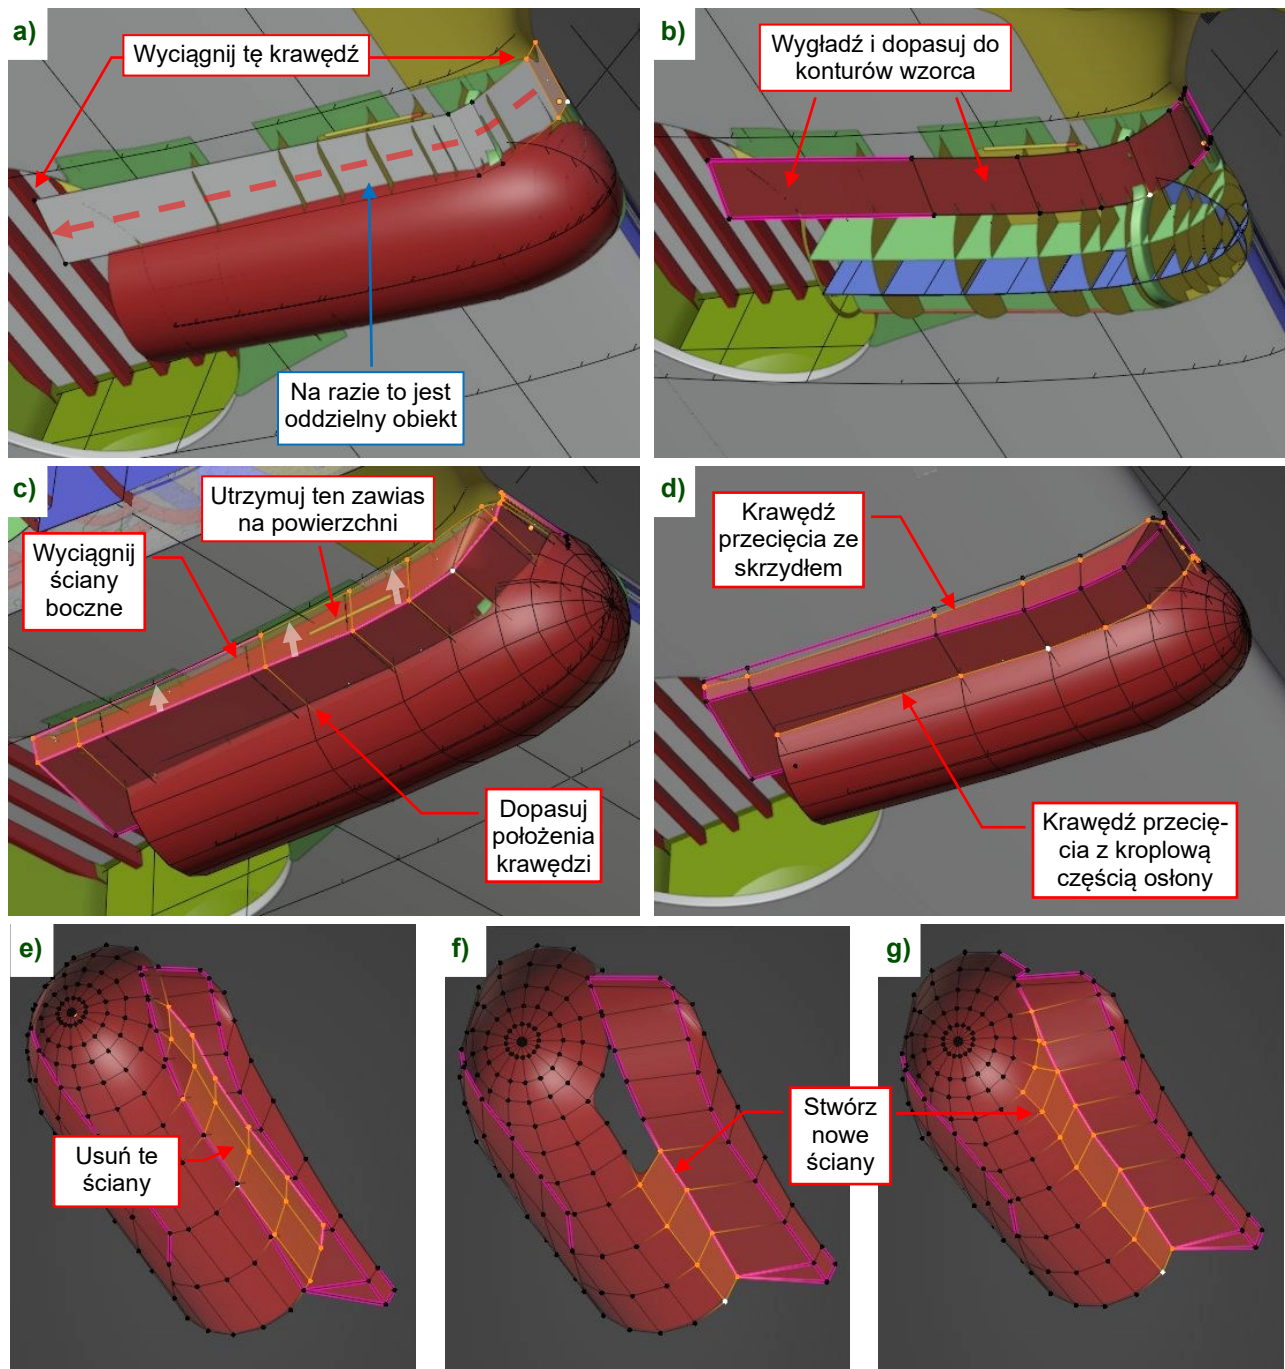 a)
Wyciągnij tę krawędź
Na razie to jest
oddzielny obiekt
b)
Wygładź i dopasuj do
konturów wzorca
c)
Utrzymuj ten zawias
na powierzchni
Wyciągnij
ściany
boczne
Dopasuj
położenia
krawędzi
d)
Krawędź
przecięcia ze
skrzydłem
Krawędź przecię-
cia z kroplową
częścią osłony
e)
Usuń te
ściany
f)
Stwórz
nowe
ściany
g)